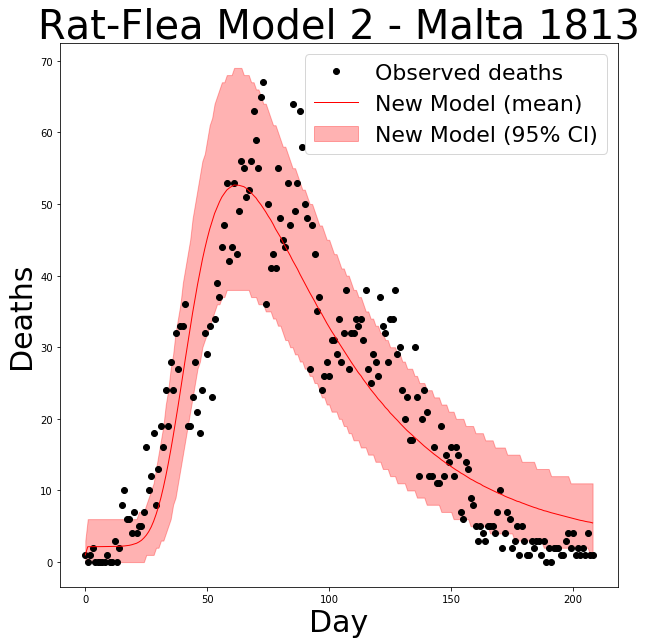 Rat-Flea Model 2 - Malta 1813
Observed deaths
New Model (mean)
New Model (95% CI)
Deaths
70
60
50
40
30
20
10
0
0 50 100 150 200
Day